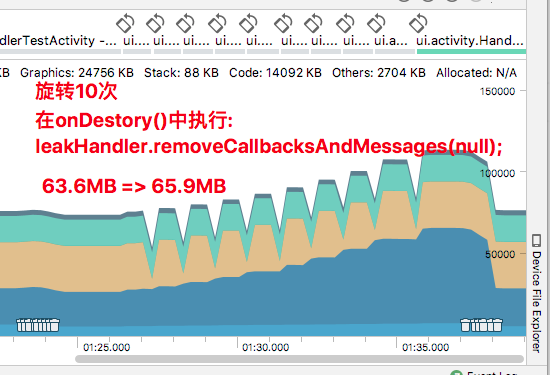 dlerTestActivity -... ui.... ui.... ui.... ui.... ui.... ui.... ui.... ui.... ui.a... ui.activity.Hand...
KB Graphics: 24756 KB Stack: 88 KB Code: 14092 KB Others: 2704 KB Allocated: N/A
旋转10次
150000
在onDestory()中执行:
leakHandler.removeCallbacksAndMessages(null);
100000
63.6MB => 65.9MB
50000
Device File Explorer
01:25.000 01:30.000 01:35.000
Event Log